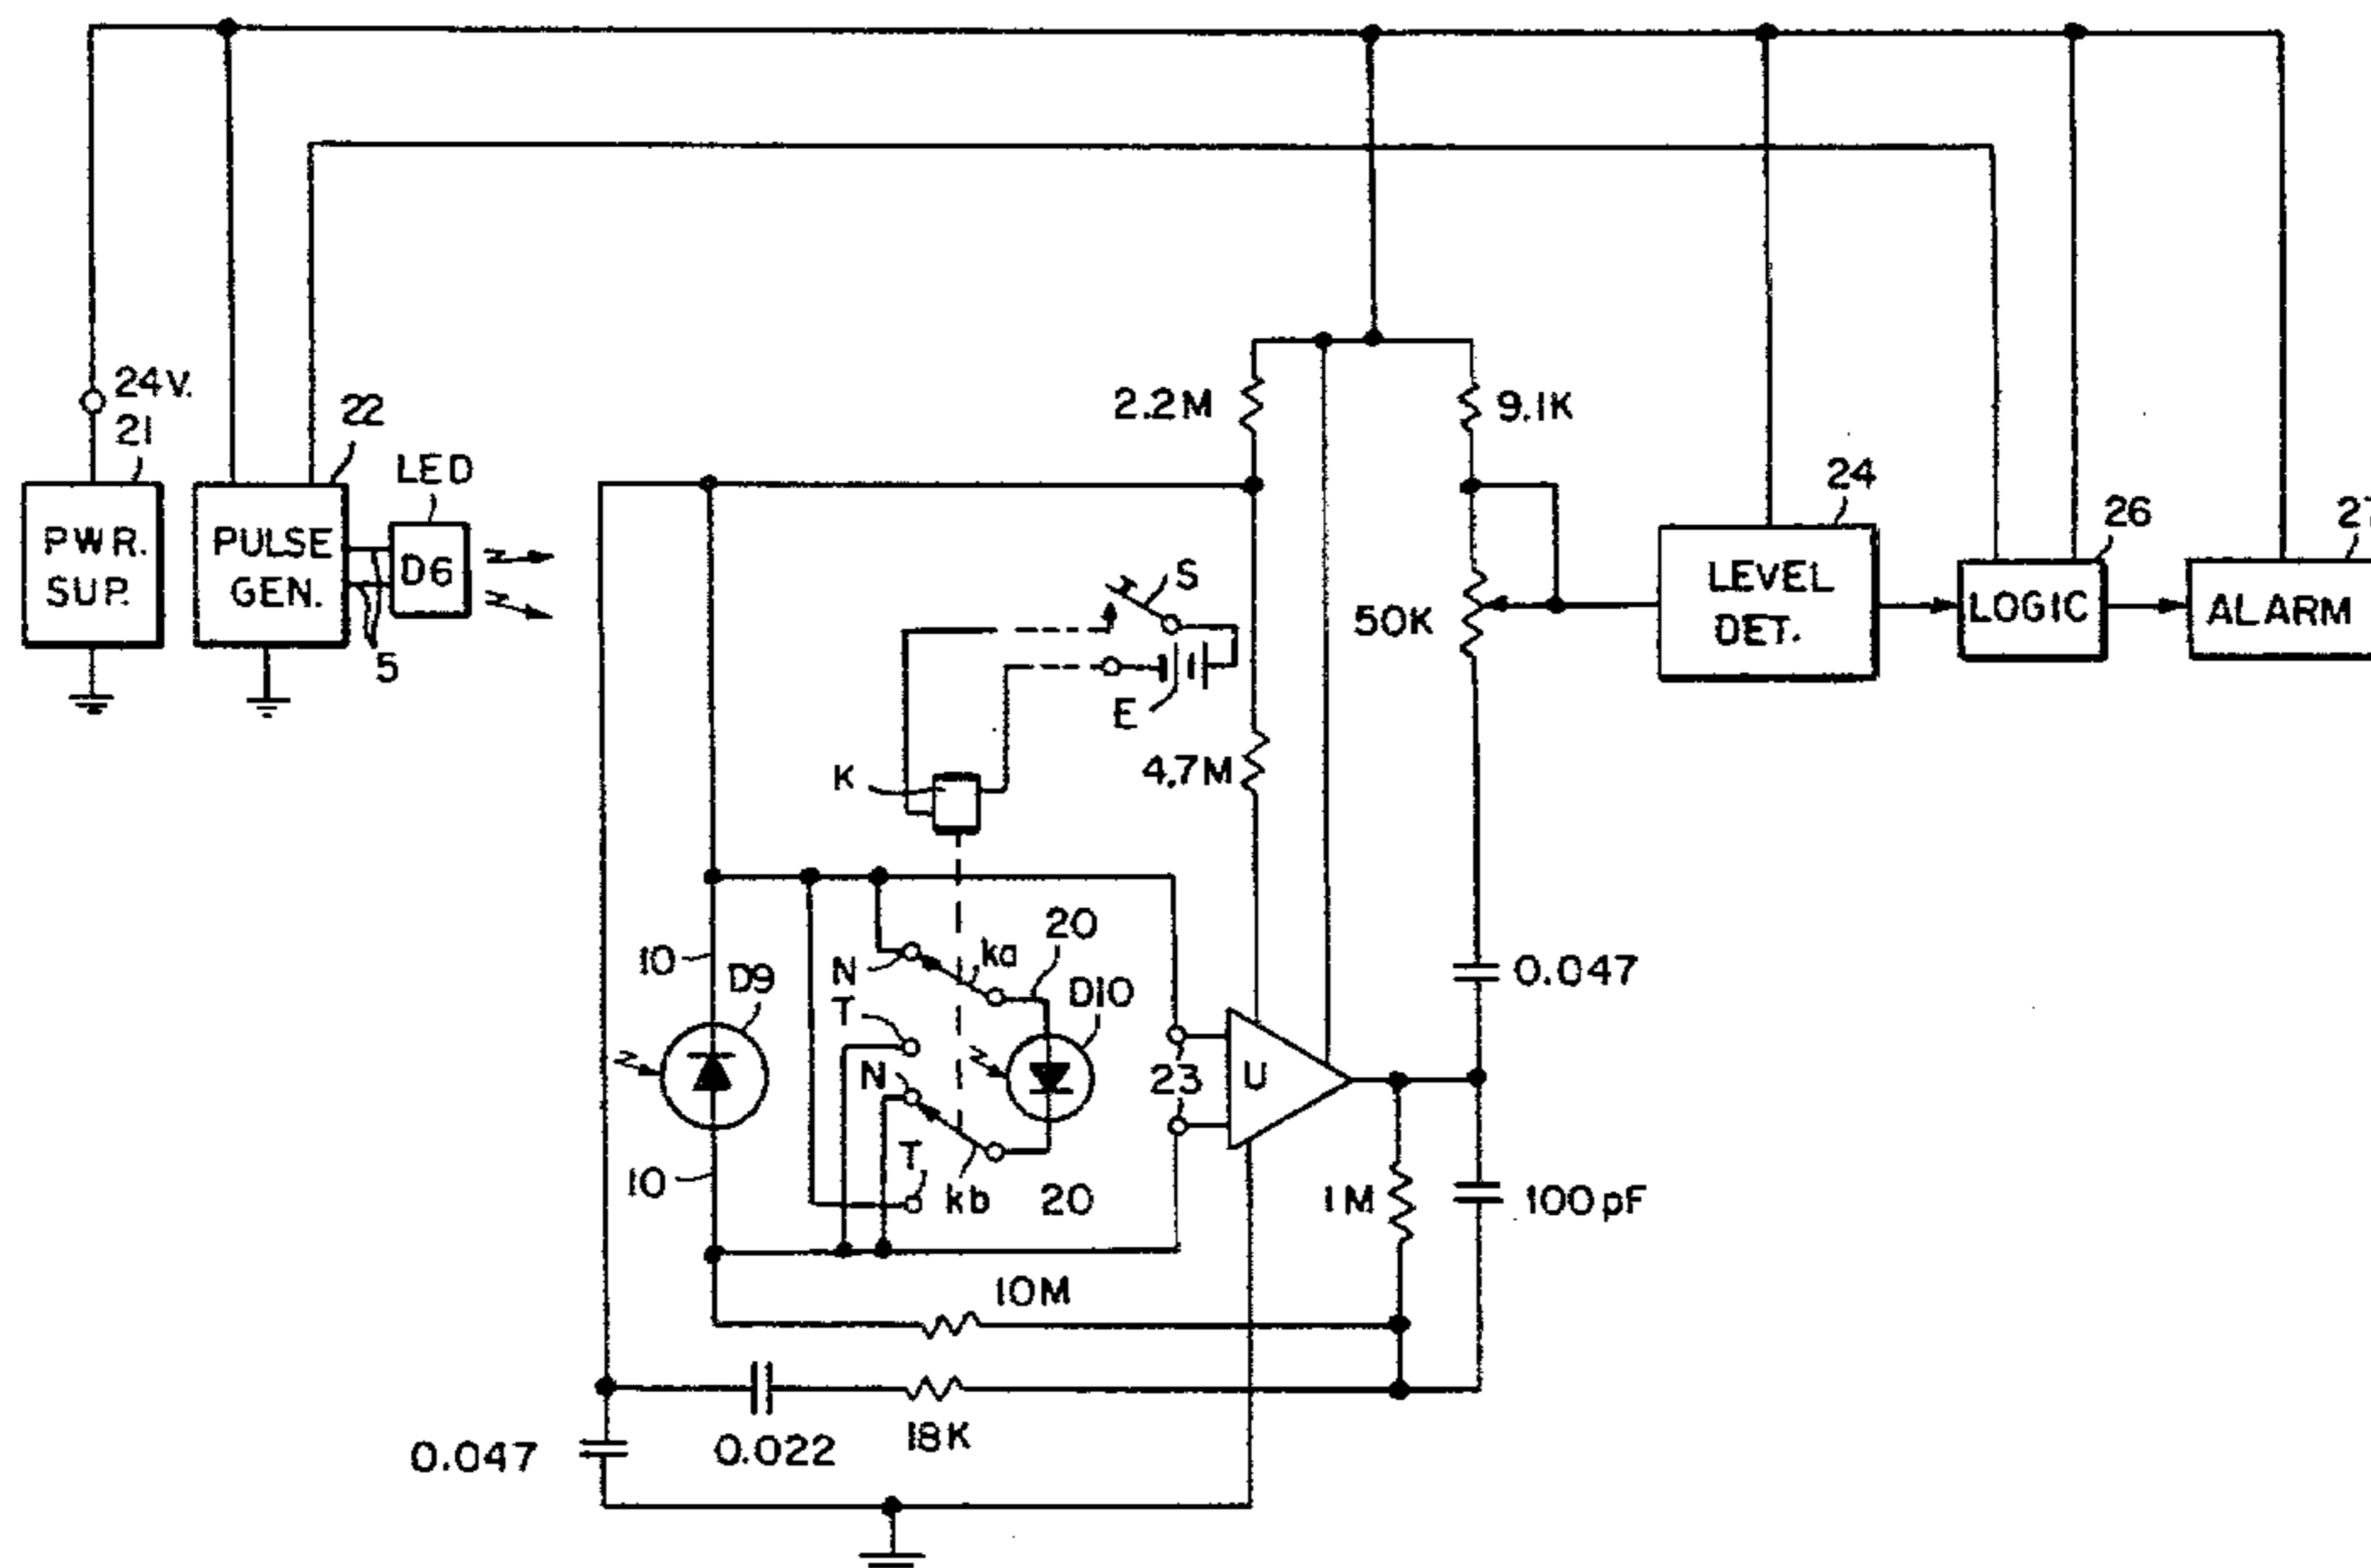 24V.
21
22
LED
PWR.
SUP.
PULSE
GEN.
D6
5
2.2M
9.1K
S
E
50K
24
LEVEL
DET.
26
LOGIC
27
ALARM
K
4.7M
10
D9
N
ka
20
D10
T
N
23
U
0.047
10
T
kb
20
1M
100pF
10M
0.047
0.022
18K